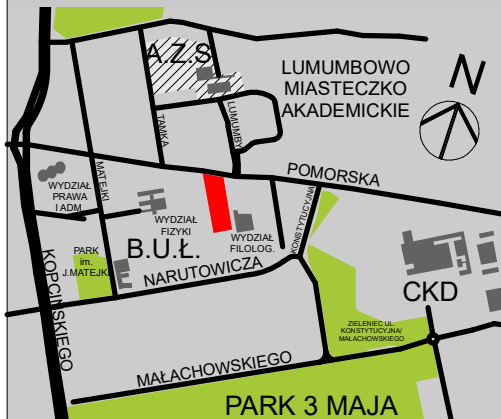 A.Z.S
LUMUMBOWO
MIASTECZKO
AKADEMICKIE
N
TAMKA
LUMUMBY
MATEJKI
POMORSKA
WYDZIAŁ
PRAWA
I ADM.
WYDZIAŁ
FIZYKI
WYDZIAŁ
FILOLOG.
KONSTYTUCYJNA
PARK
im.
J.MATEJKI
B.U.Ł.
NARUTOWICZA
KOPCIŃSKIEGO
CKD
ZIELENIEC UL.
KONSTYTUCYJNA/
MAŁACHOWSKIEGO
MAŁACHOWSKIEGO
PARK 3 MAJA